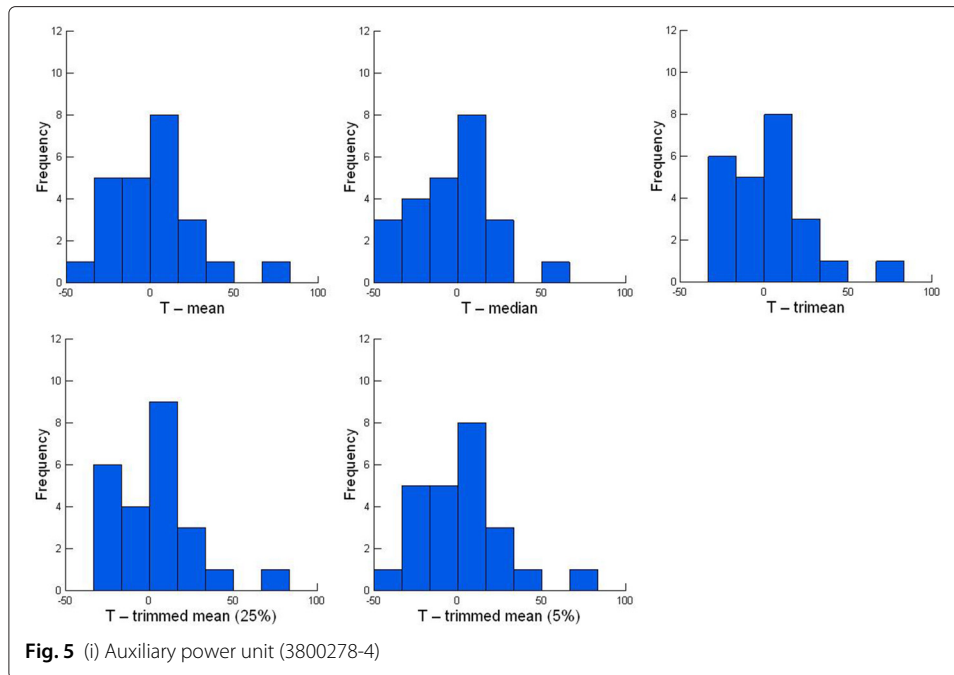 12
10
8
6
4
2
0
Frequency
-50 0 50 100
T – mean
12
10
8
6
4
2
0
Frequency
-50 0 50 100
T – median
12
10
8
6
4
2
0
Frequency
-50 0 50 100
T – trimean
12
10
8
6
4
2
0
Frequency
-50 0 50 100
T – trimmed mean (25%)
12
10
8
6
4
2
0
Frequency
-50 0 50 100
T – trimmed mean (5%)
Fig. 5 (i) Auxiliary power unit (3800278-4)